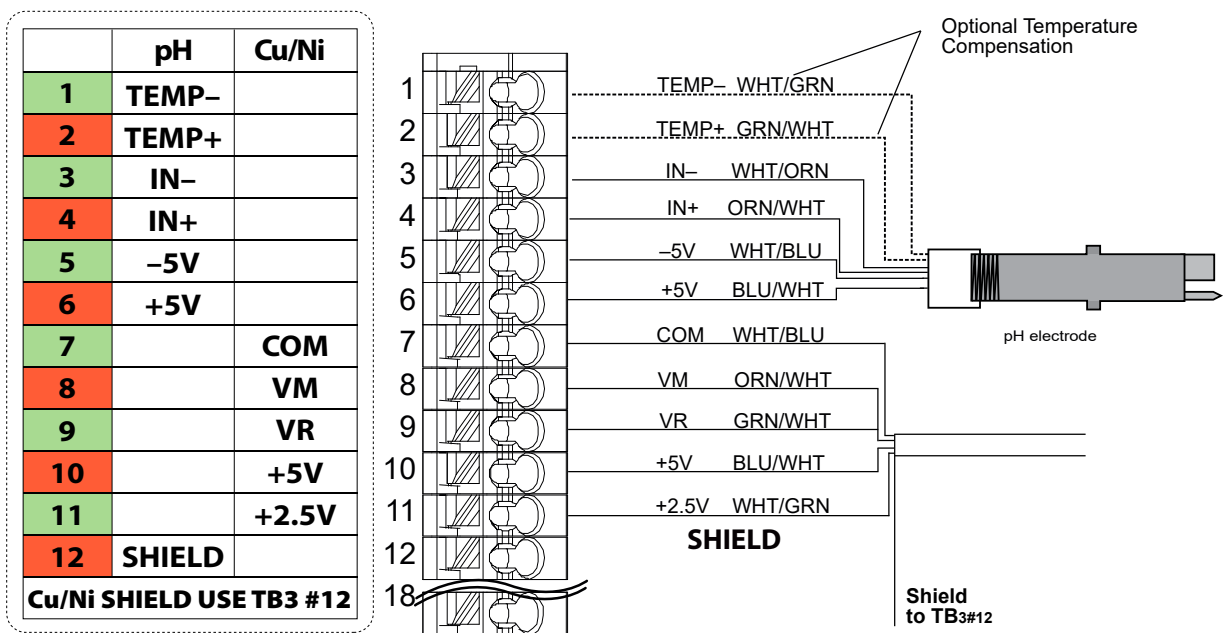 pH Cu/Ni
1 TEMP–
2 TEMP+
3 IN–
4 IN+
5 –5V
6 +5V
7 COM
8 VM
9 VR
10 +5V
11 +2.5V
12 SHIELD
Cu/Ni SHIELD USE TB3 #12
Optional Temperature
Compensation
1 TEMP– WHT/GRN
2 TEMP+ GRN/WHT
3 IN– WHT/ORN
4 IN+ ORN/WHT
5 –5V WHT/BLU
6 +5V BLU/WHT
7 COM WHT/BLU
8 VM ORN/WHT
9 VR GRN/WHT
10 +5V BLU/WHT
11 +2.5V WHT/GRN
SHIELD
12
18
pH electrode
Shield
to TB3#12